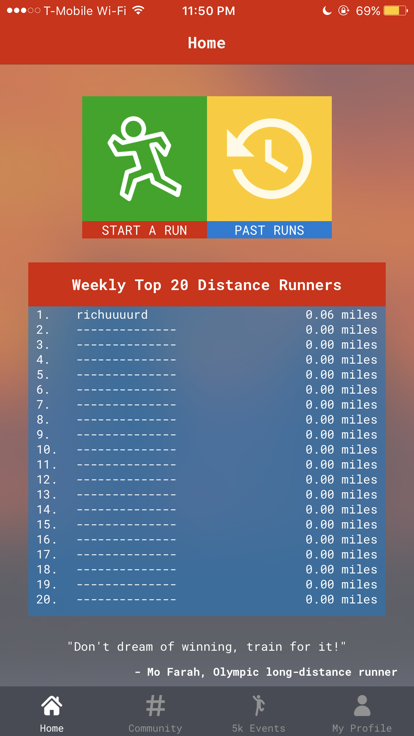 T-Mobile Wi-Fi 11:50 PM 69%
Home
START A RUN PAST RUNS
Weekly Top 20 Distance Runners
1. richuuuurd 0.06 miles
2. -------------- 0.00 miles
3. -------------- 0.00 miles
4. -------------- 0.00 miles
5. -------------- 0.00 miles
6. -------------- 0.00 miles
7. -------------- 0.00 miles
8. -------------- 0.00 miles
9. -------------- 0.00 miles
10. -------------- 0.00 miles
11. -------------- 0.00 miles
12. -------------- 0.00 miles
13. -------------- 0.00 miles
14. -------------- 0.00 miles
15. -------------- 0.00 miles
16. -------------- 0.00 miles
17. -------------- 0.00 miles
18. -------------- 0.00 miles
19. -------------- 0.00 miles
20. -------------- 0.00 miles
"Don't dream of winning, train for it!"
- Mo Farah, Olympic long-distance runner
Home Community 5k Events My Profile